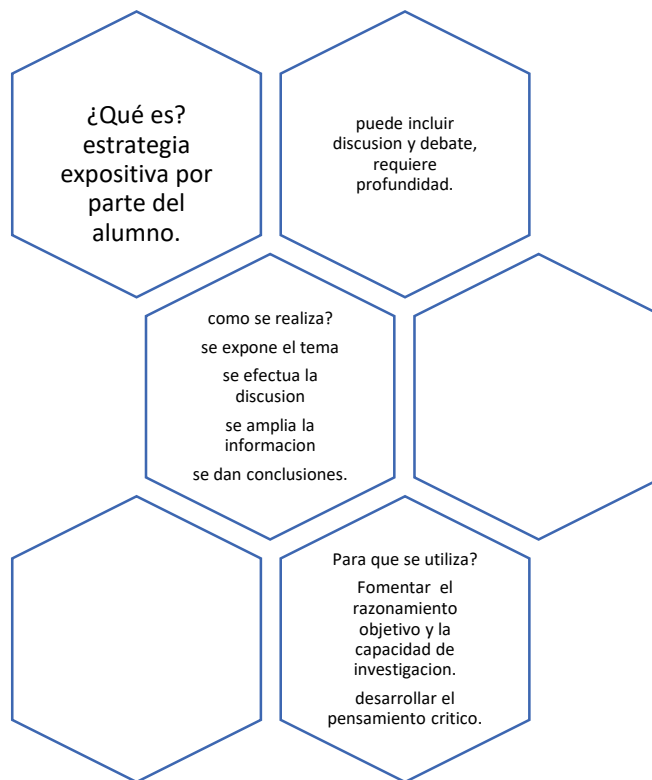 ¿Qué es?
estrategia
expositiva por
parte del
alumno.
puede incluir
discusion y debate,
requiere
profundidad.
como se realiza?
se expone el tema
se efectua la
discusion
se amplia la
informacion
se dan conclusiones.
Para que se utiliza?
Fomentar el
razonamiento
objetivo y la
capacidad de
investigacion.
desarrollar el
pensamiento critico.